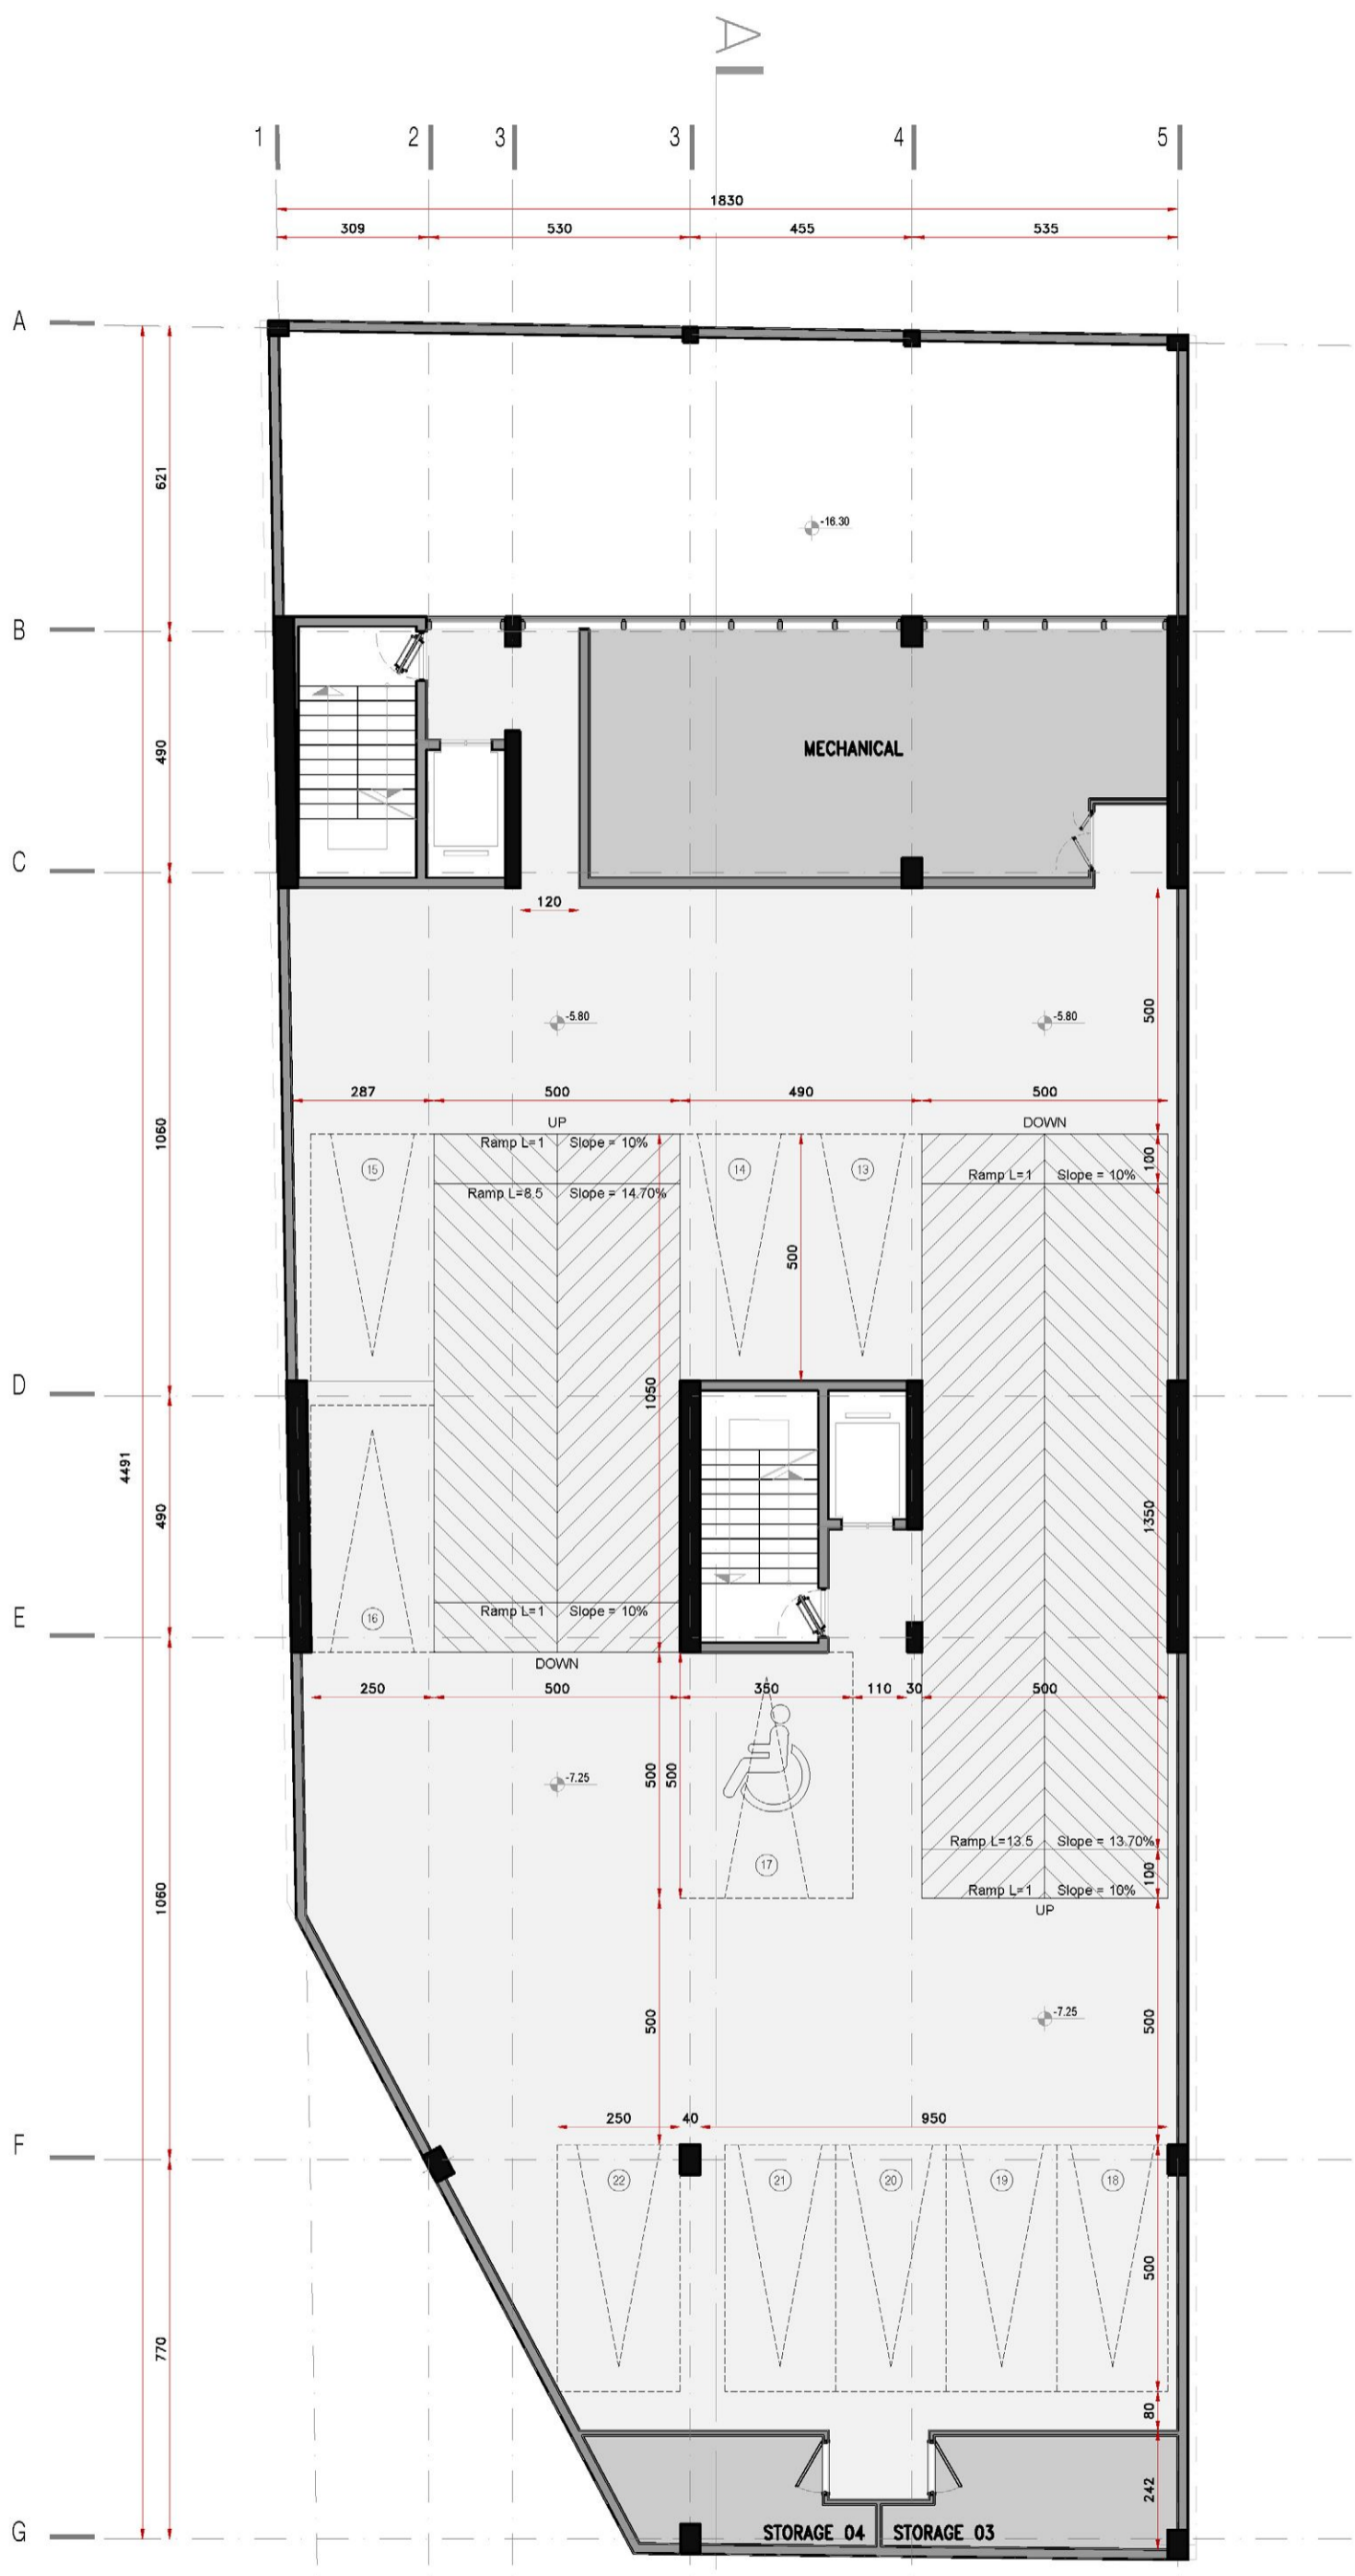 A
1 2 3 3 4 5
1830
309 530 455 535
A
621
-16.30
B
490
MECHANICAL
C
120
-5.80 -5.80
500
287 500 490 500
UP DOWN
Ramp L=1 Slope = 10%
15 14 13
100
Ramp L=1 Slope = 10%
Ramp L=8.5 Slope = 14.70%
1060
500
D
1050
4491
490
1350
16
Ramp L=1 Slope = 10%
E
DOWN
250 500 350 110 30 500
500 500
-7.25
Ramp L=13.5 Slope = 13.70%
17
100
Ramp L=1 Slope = 10%
UP
1060
500
-7.25
500
250 40 950
F
22 21 20 19 18
500
770
80
242
G
STORAGE 04 STORAGE 03